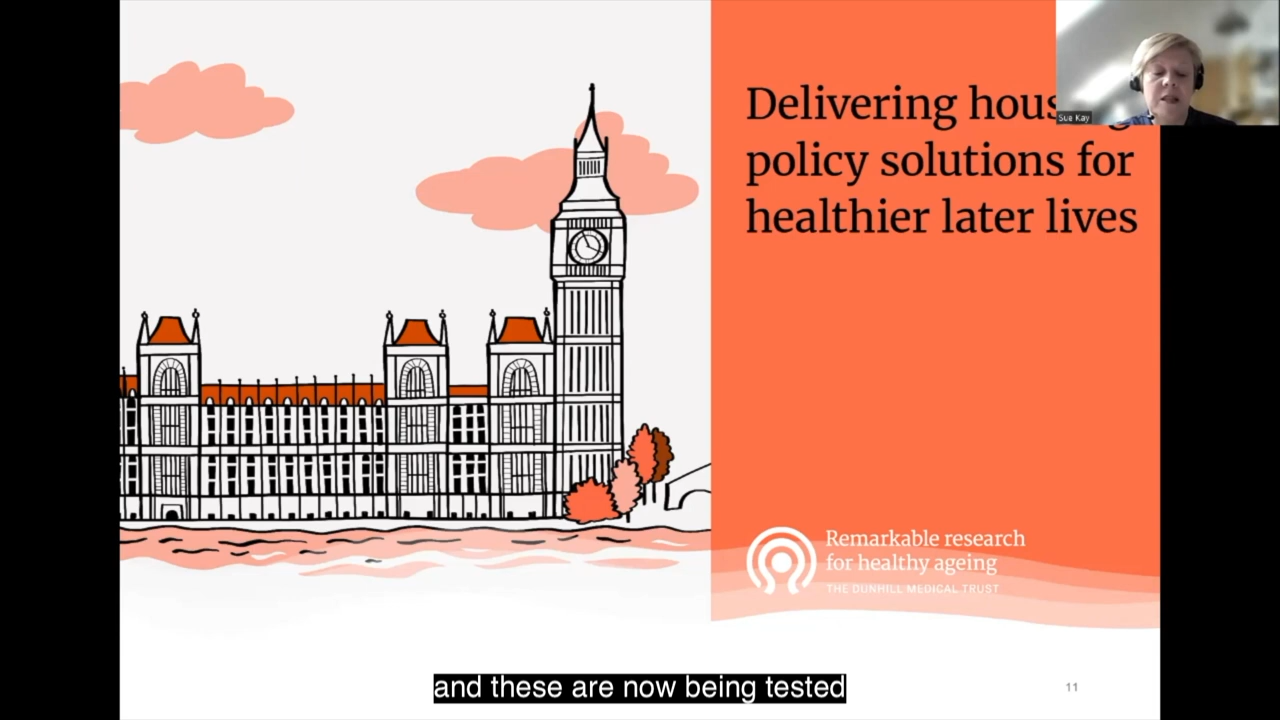 Delivering hous
policy solutions for
healthier later lives
Sue Kay
Remarkable research
for healthy ageing
THE DUNHILL MEDICAL TRUST
and these are now being tested
11